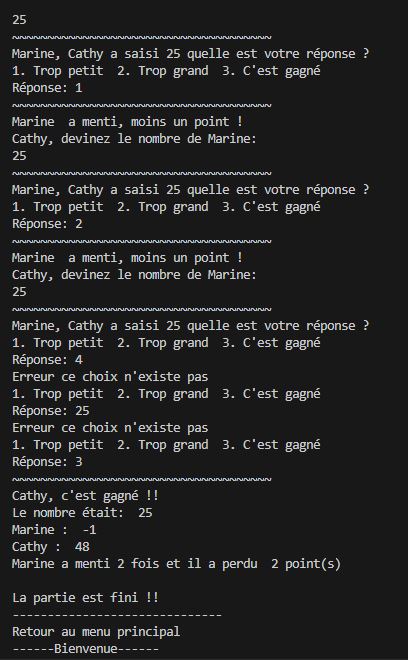 25
~~~~~~~~~~~~~~~~~~~~~~~~~~~~~~~~~~~~~
Marine, Cathy a saisi 25 quelle est votre réponse ?
1. Trop petit  2. Trop grand  3. C'est gagné
Réponse: 1
~~~~~~~~~~~~~~~~~~~~~~~~~~~~~~~~~~~~~
Marine  a menti, moins un point !
Cathy, devinez le nombre de Marine:
25
~~~~~~~~~~~~~~~~~~~~~~~~~~~~~~~~~~~~~
Marine, Cathy a saisi 25 quelle est votre réponse ?
1. Trop petit  2. Trop grand  3. C'est gagné
Réponse: 2
~~~~~~~~~~~~~~~~~~~~~~~~~~~~~~~~~~~~~
Marine  a menti, moins un point !
Cathy, devinez le nombre de Marine:
25
~~~~~~~~~~~~~~~~~~~~~~~~~~~~~~~~~~~~~
Marine, Cathy a saisi 25 quelle est votre réponse ?
1. Trop petit  2. Trop grand  3. C'est gagné
Réponse: 4
Erreur ce choix n'existe pas
1. Trop petit  2. Trop grand  3. C'est gagné
Réponse: 25
Erreur ce choix n'existe pas
1. Trop petit  2. Trop grand  3. C'est gagné
Réponse: 3
~~~~~~~~~~~~~~~~~~~~~~~~~~~~~~~~~~~~~
Cathy, c'est gagné !!
Le nombre était:  25
Marine :  -1
Cathy :  48
Marine a menti 2 fois et il a perdu  2 point(s)

La partie est fini !!
------------------------------
Retour au menu principal
------Bienvenue------